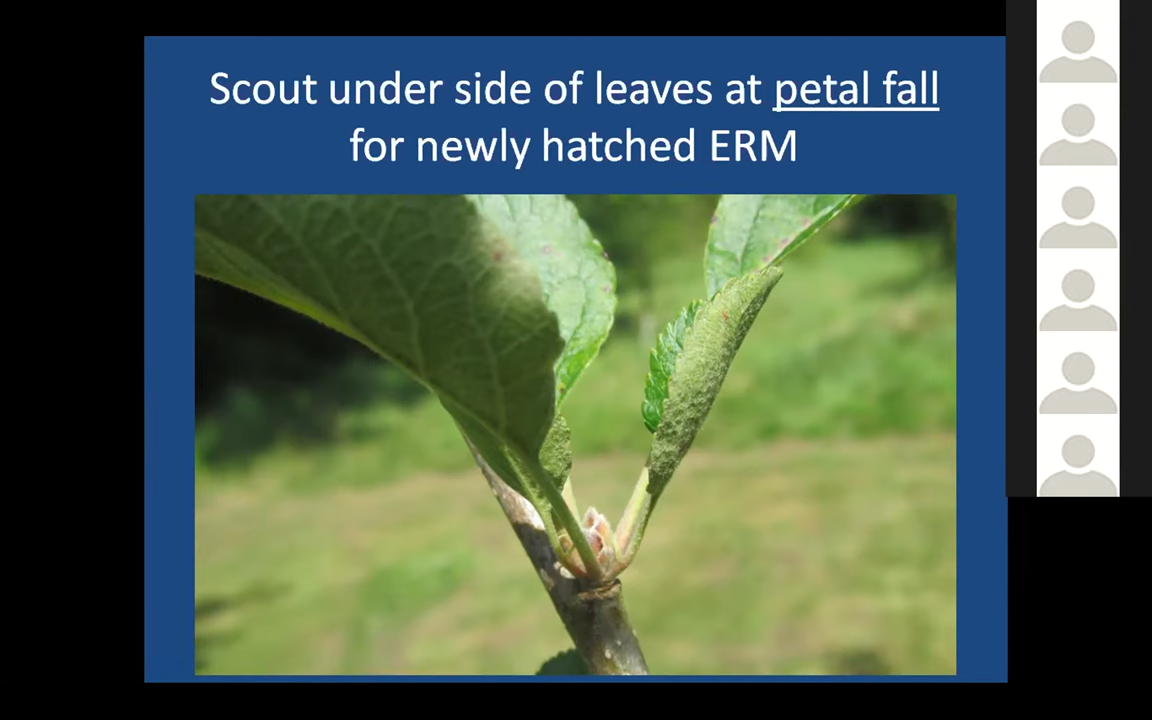 Scout under side of leaves at petal fall
for newly hatched ERM